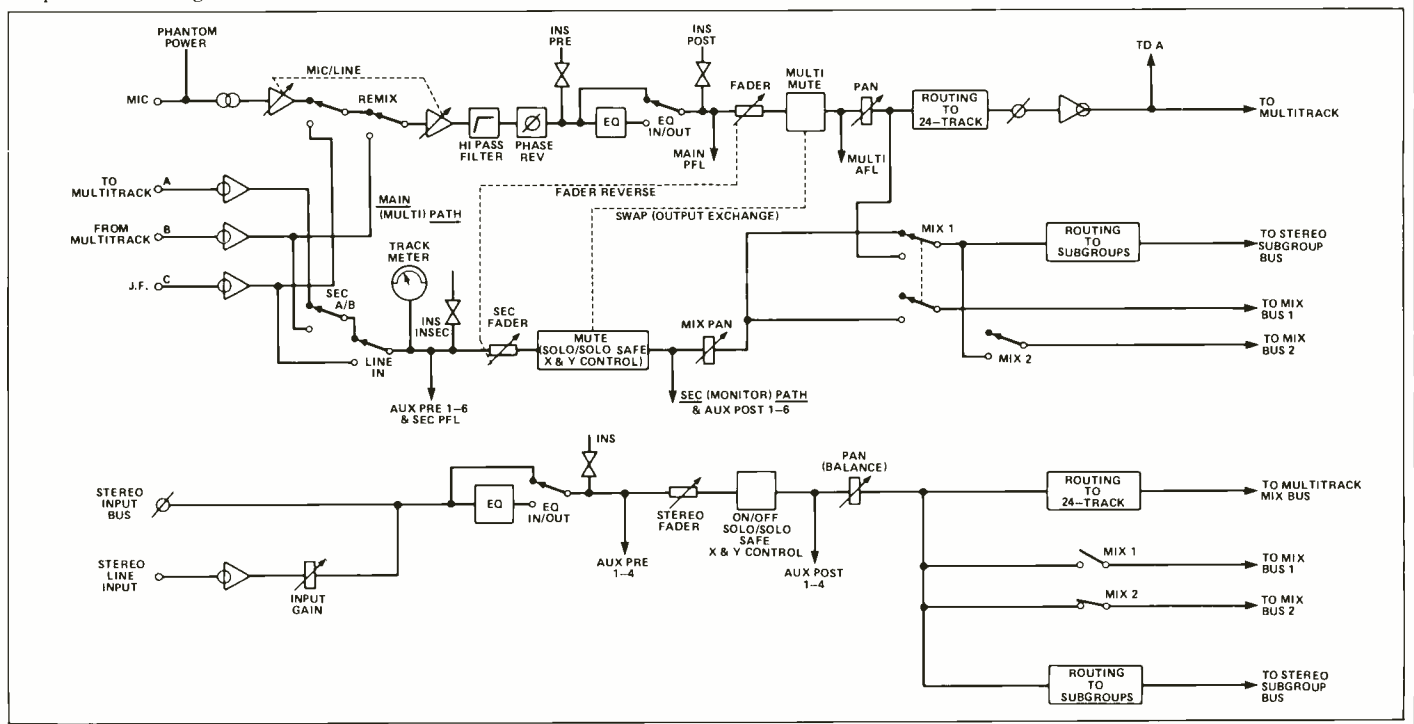 PHANTOM
POWER
MIC
MIC/LINE
REMIX
HI PASS
FILTER
PHASE
REV
INS
PRE
EQ
EQ
IN/OUT
INS
POST
MAIN
PFL
FADER
MULTI
MUTE
MULTI
AFL
PAN
ROUTING
TO
24-TRACK
TD A
TO
MULTITRACK
TO
MULTITRACK
A
FROM
MULTITRACK
B
J.F.
C
MAIN
(MULTI) PATH
FADER REVERSE
SWAP (OUTPUT EXCHANGE)
TRACK
METER
SEC
A/B
LINE
IN
INS
INSEC
SEC
FADER
MUTE
(SOLO/SOLO SAFE
X & Y CONTROL)
MIX PAN
AUX PRE 1-6
& SEC PFL
SEC (MONITOR) PATH
& AUX POST 1-6
MIX 1
ROUTING
TO
SUBGROUPS
TO STEREO
SUBGROUP
BUS
TO MIX
BUS 1
MIX 2
TO MIX
BUS 2
STEREO
INPUT
BUS
STEREO
LINE
INPUT
INPUT
GAIN
EQ
EQ
IN/OUT
INS
AUX PRE
1-4
STEREO
FADER
ON/OFF
SOLO/SOLO
SAFE
X & Y CONTROL
AUX POST
1-4
PAN
(BALANCE)
ROUTING
TO
24-TRACK
TO MULTITRACK
MIX BUS
MIX 1
TO MIX
BUS 1
MIX 2
TO MIX
BUS 2
ROUTING
TO
SUBGROUPS
TO STEREO
SUBGROUP
BUS